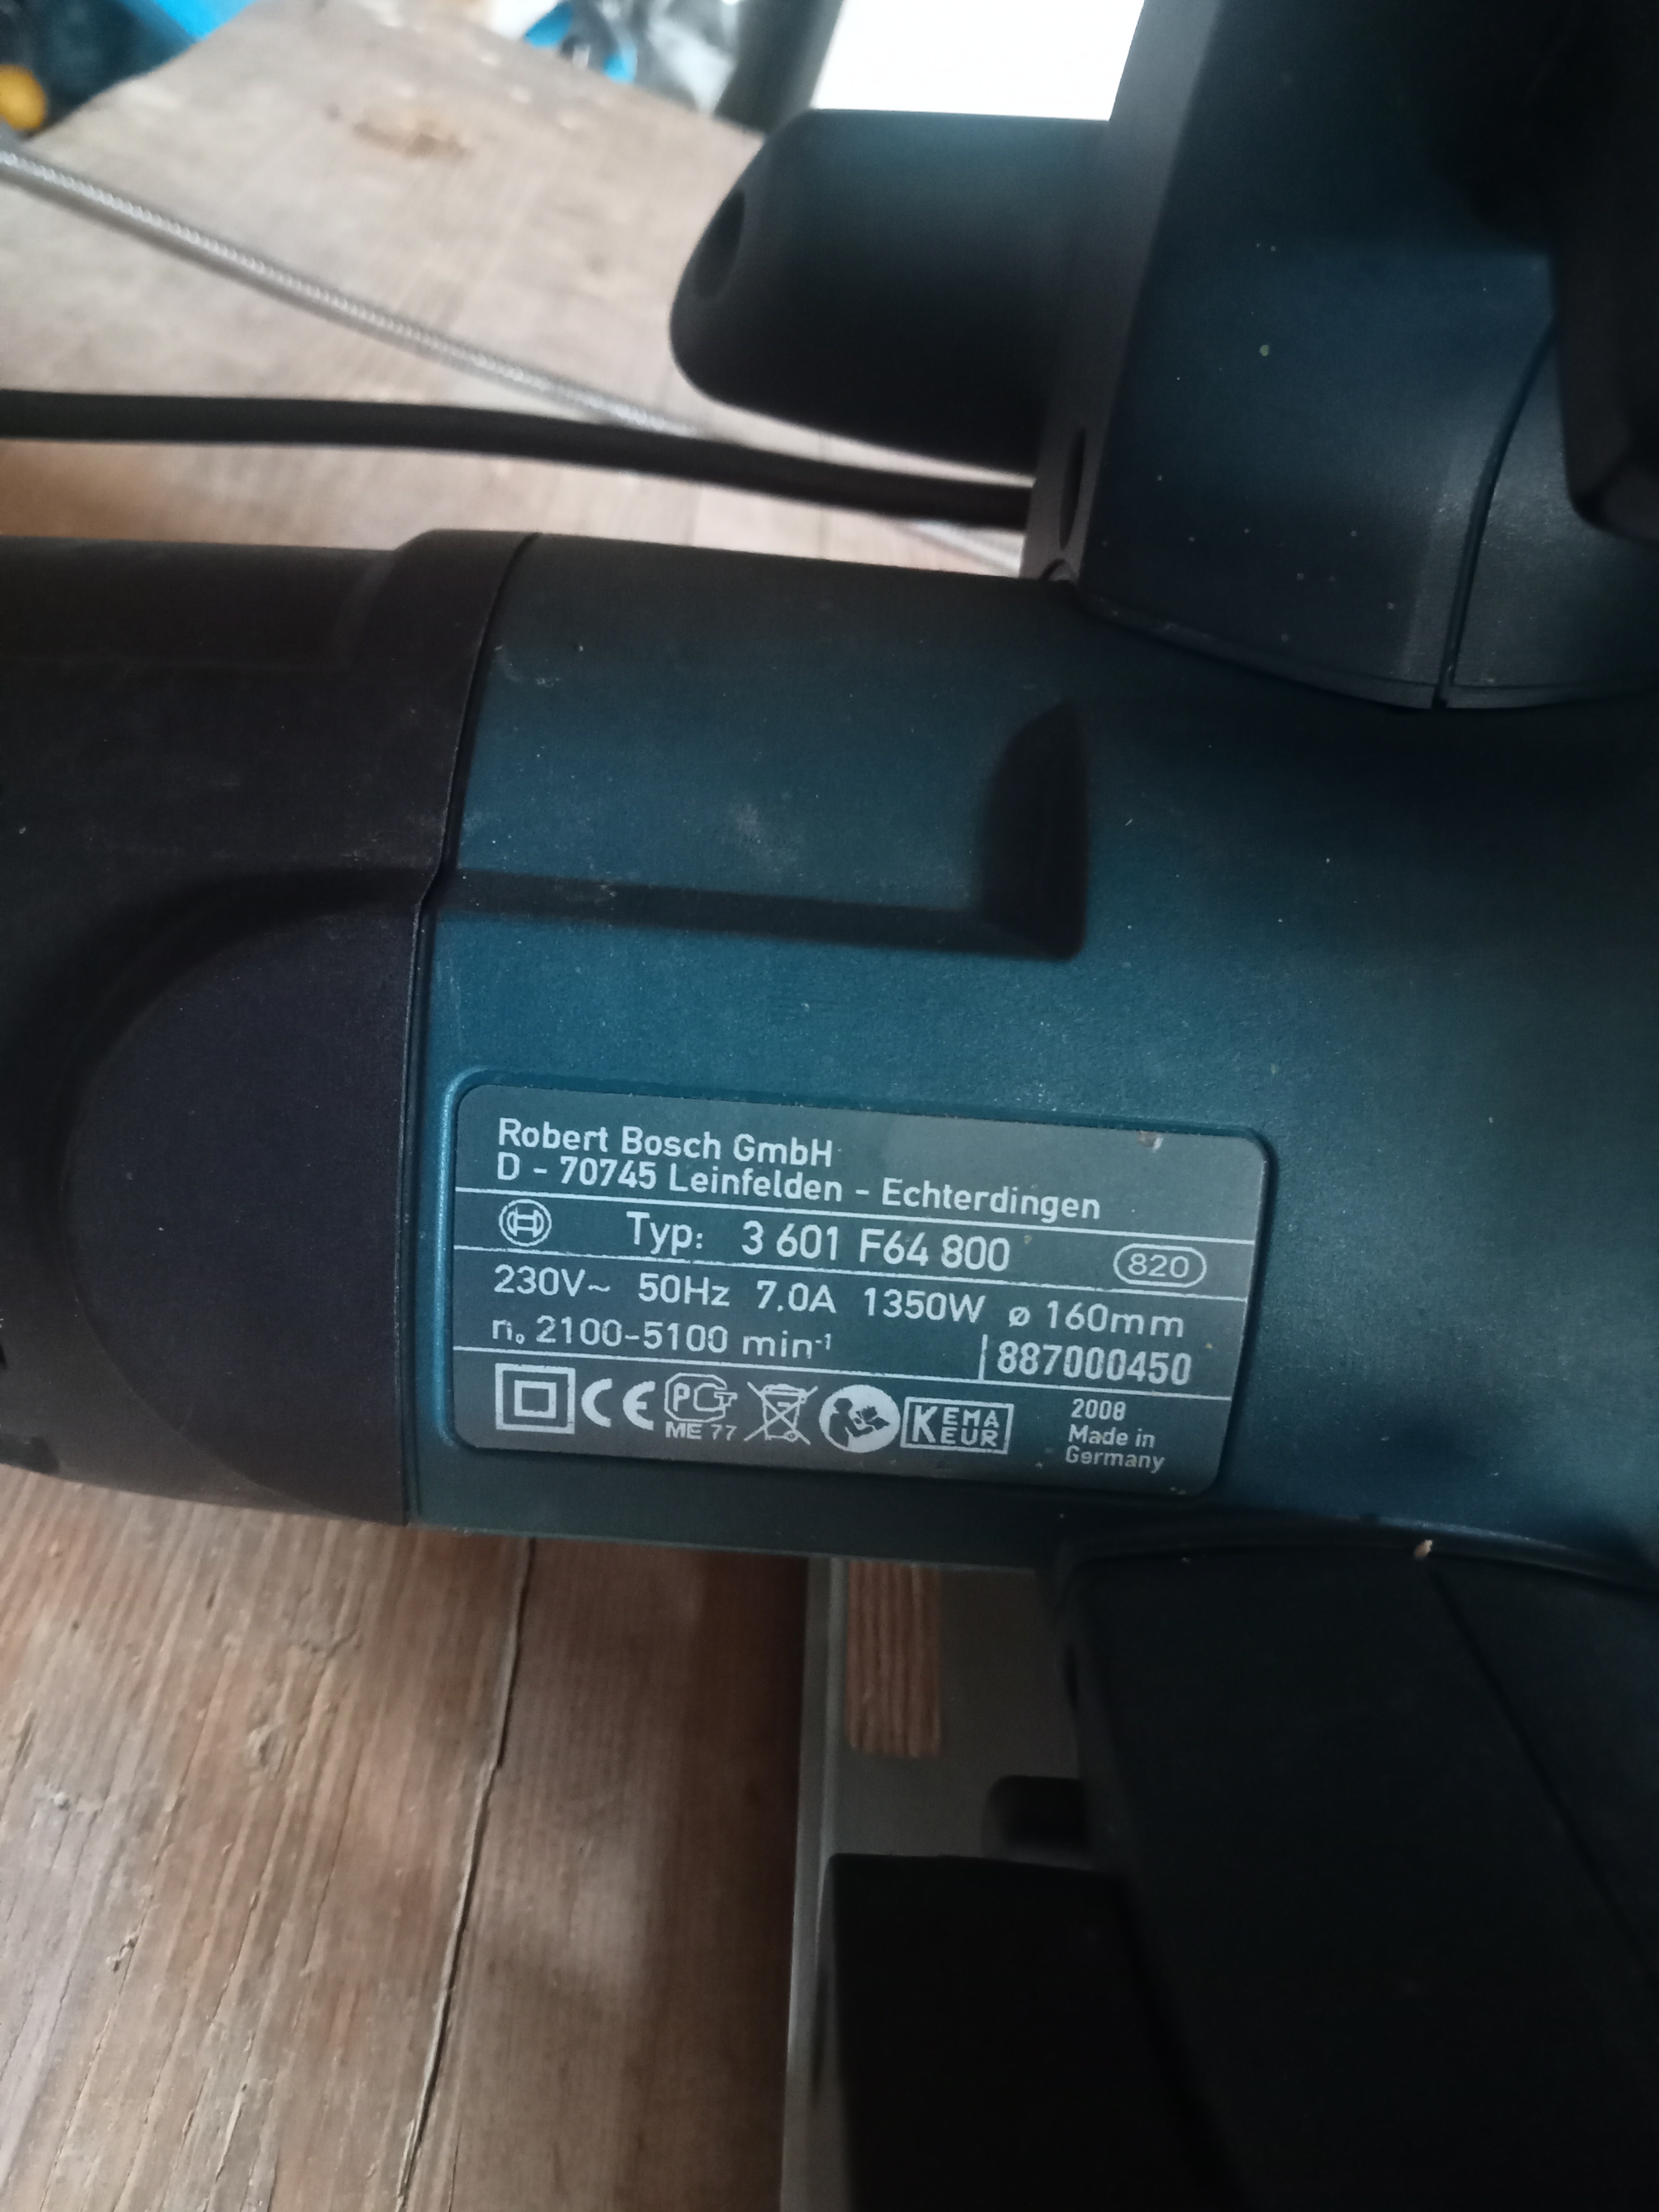 Robert Bosch GmbH
D - 70745 Leinfelden - Echterdingen
Typ: 3 601 F64 800 820
230V~ 50Hz 7.0A 1350W ø 160mm
n₀ 2100-5100 min⁻¹ 887000450
CE PCT ME 77 KEMA EUR
2008
Made in
Germany